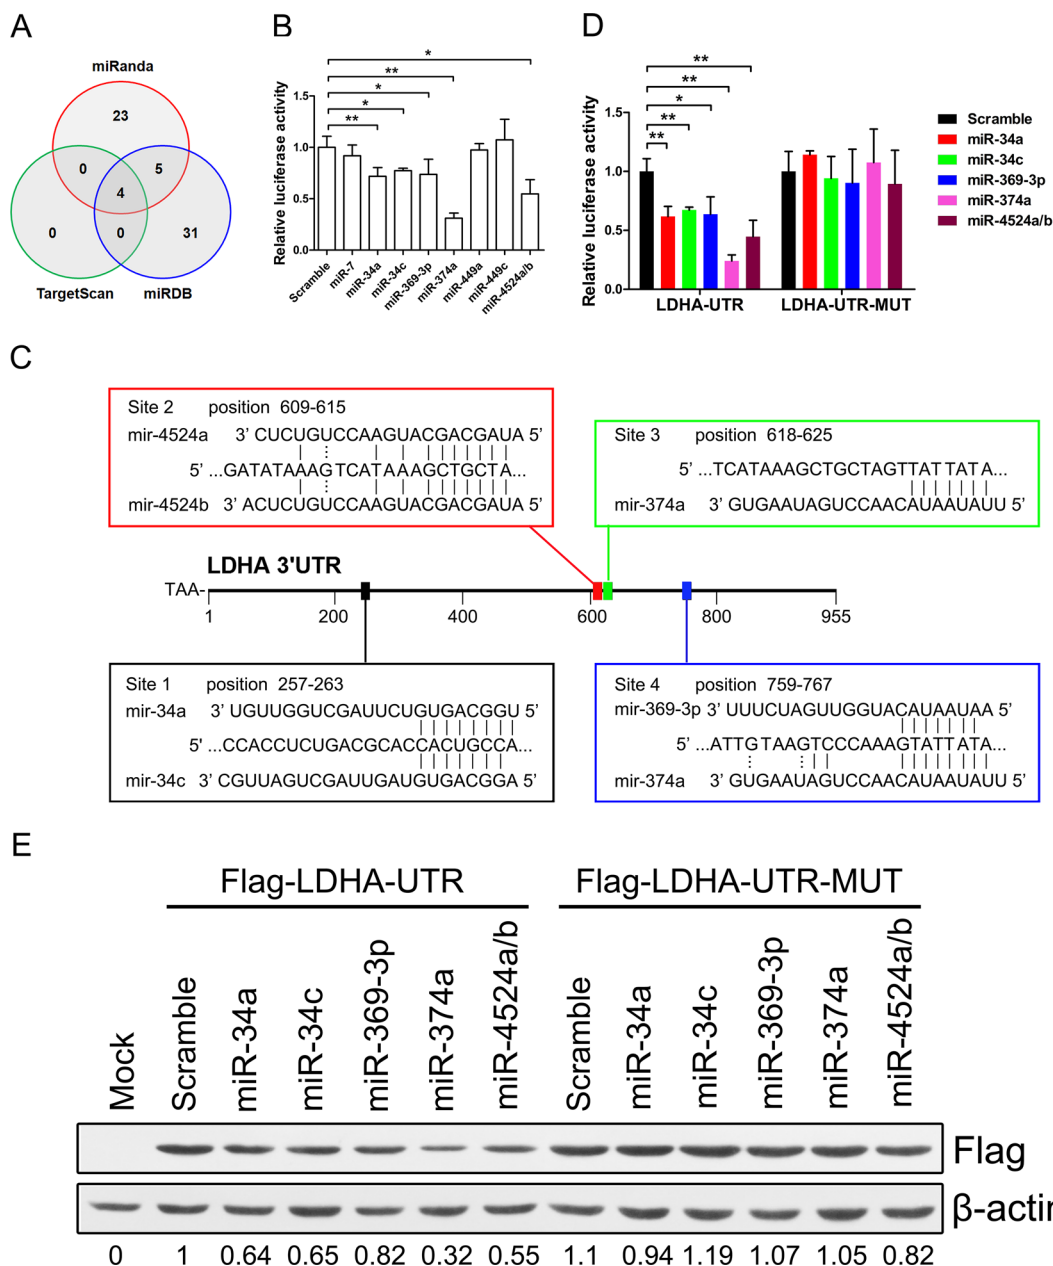 A
miRanda
23
0
5
4
0
0
31
TargetScan
miRDB
B
Relative luciferase activity
1.5
1.0
0.5
0.0
*
**
*
*
**
Scramble
miR-7
miR-34a
miR-34c
miR-369-3p
miR-374a
miR-449a
miR-449c
miR-4524a/b
D
Relative luciferase activity
1.5
1.0
0.5
0.0
**
**
*
**
**
LDHA-UTR
LDHA-UTR-MUT
Scramble
miR-34a
miR-34c
miR-369-3p
miR-374a
miR-4524a/b
C
Site 2 position 609-615
mir-4524a 3' CUCUGUCCAAGUACGACGAUA 5'
5' ...GATATAAAGTCATAAAGCTGCTA...
mir-4524b 3' ACUCUGUCCAAGUACGACGAUA 5'
Site 3 position 618-625
5' ...TCATAAAGCTGCTAGTTATTATA...
mir-374a 3' GUGAAUAGUCCAACAUAAUAUU 5'
LDHA 3'UTR
TAA-
1
200
400
600
800
955
Site 1 position 257-263
mir-34a 3' UGUUGGUCGAUUCUGUGACGGU 5'
5' ...CCACCUCUGACGCACCACUGCCA...
mir-34c 3' CGUUAGUCGAUUGAUGUGACGGA 5'
Site 4 position 759-767
mir-369-3p 3' UUUCUAGUUGGUACAUAAUAA 5'
5' ...ATTGTAAGTCCCAAAGTATTATA...
mir-374a 3' GUGAAUAGUCCAACAUAAUAUU 5'
E
Flag-LDHA-UTR
Flag-LDHA-UTR-MUT
Mock
Scramble
miR-34a
miR-34c
miR-369-3p
miR-374a
miR-4524a/b
Scramble
miR-34a
miR-34c
miR-369-3p
miR-374a
miR-4524a/b
Flag
β-actin
0 1 0.64 0.65 0.82 0.32 0.55 1.1 0.94 1.19 1.07 1.05 0.82